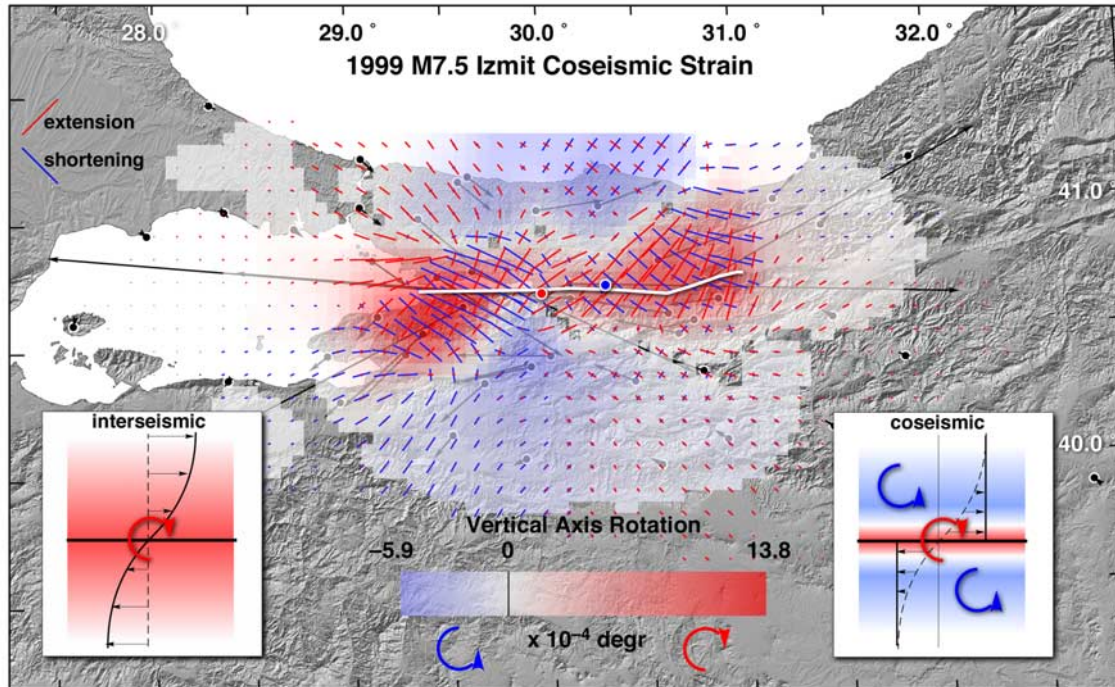 28.0 °
29.0 °
30.0 °
31.0 °
32.0 °
1999 M7.5 Izmit Coseismic Strain
extension
shortening
41.0
40.0
interseismic
coseismic
Vertical Axis Rotation
−5.9 0 13.8
x 10⁻⁴ degr